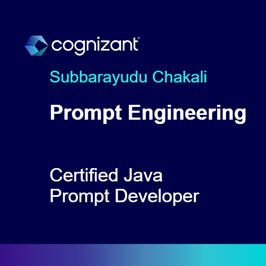 cognizant
Subbarayudu Chakali
Prompt Engineering
Certified Java
Prompt Developer